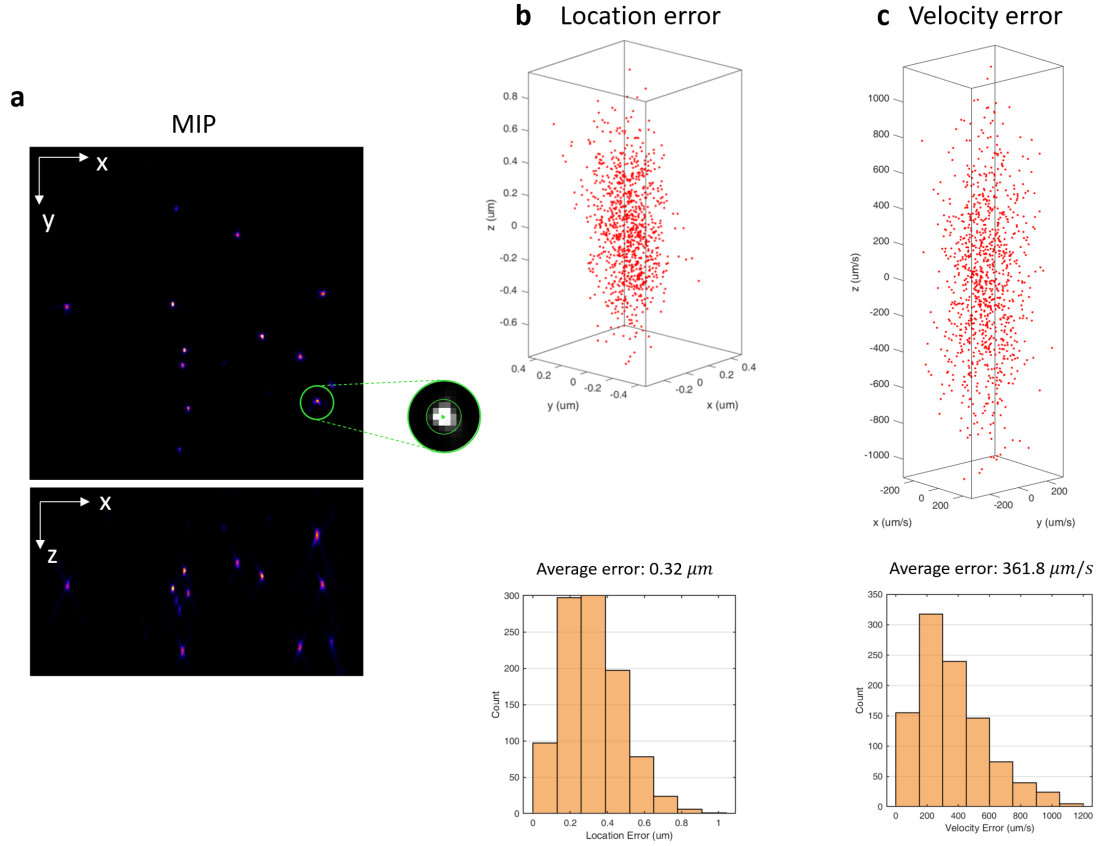 a
MIP
x
y
x
z
b Location error
0.8
0.6
0.4
0.2
0
-0.2
-0.4
-0.6
z (um)
0.4
0.2
0
-0.2
-0.4
y (um)
-0.2
0
0.2
0.4
x (um)
c Velocity error
1000
800
600
400
200
0
-200
-400
-600
-800
-1000
z (um/s)
-200
0
200
x (um/s)
-200
0
200
y (um/s)
Average error: 0.32 μm
300
250
200
150
100
50
0
Count
0 0.2 0.4 0.6 0.8 1
Location Error (um)
Average error: 361.8 μm/s
350
300
250
200
150
100
50
0
Count
0 200 400 600 800 1000 1200
Velocity Error (um/s)